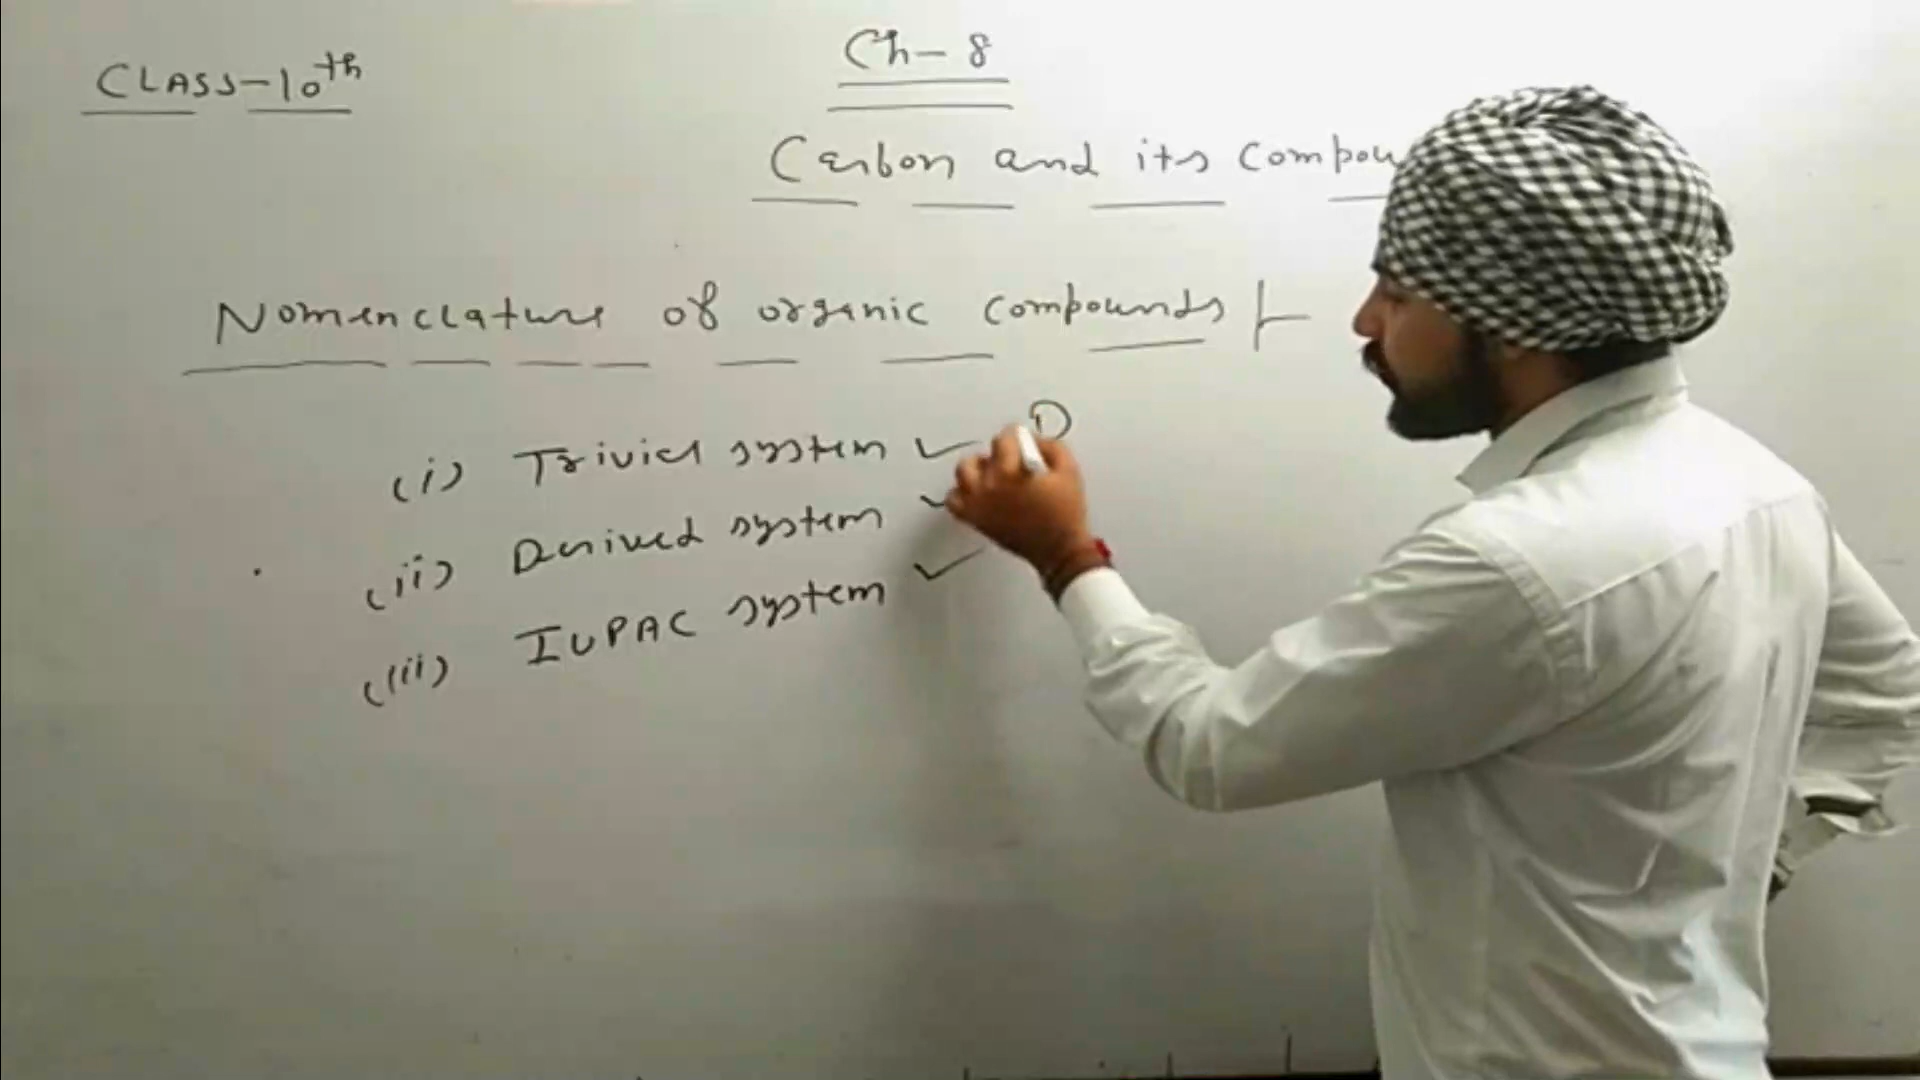 CLASS-10th
Ch-8
Carbon and its Compou
Nomenclature of organic compounds :-
(i) Trivial system ✓ ①
(ii) Derived system ✓
(iii) IUPAC system ✓